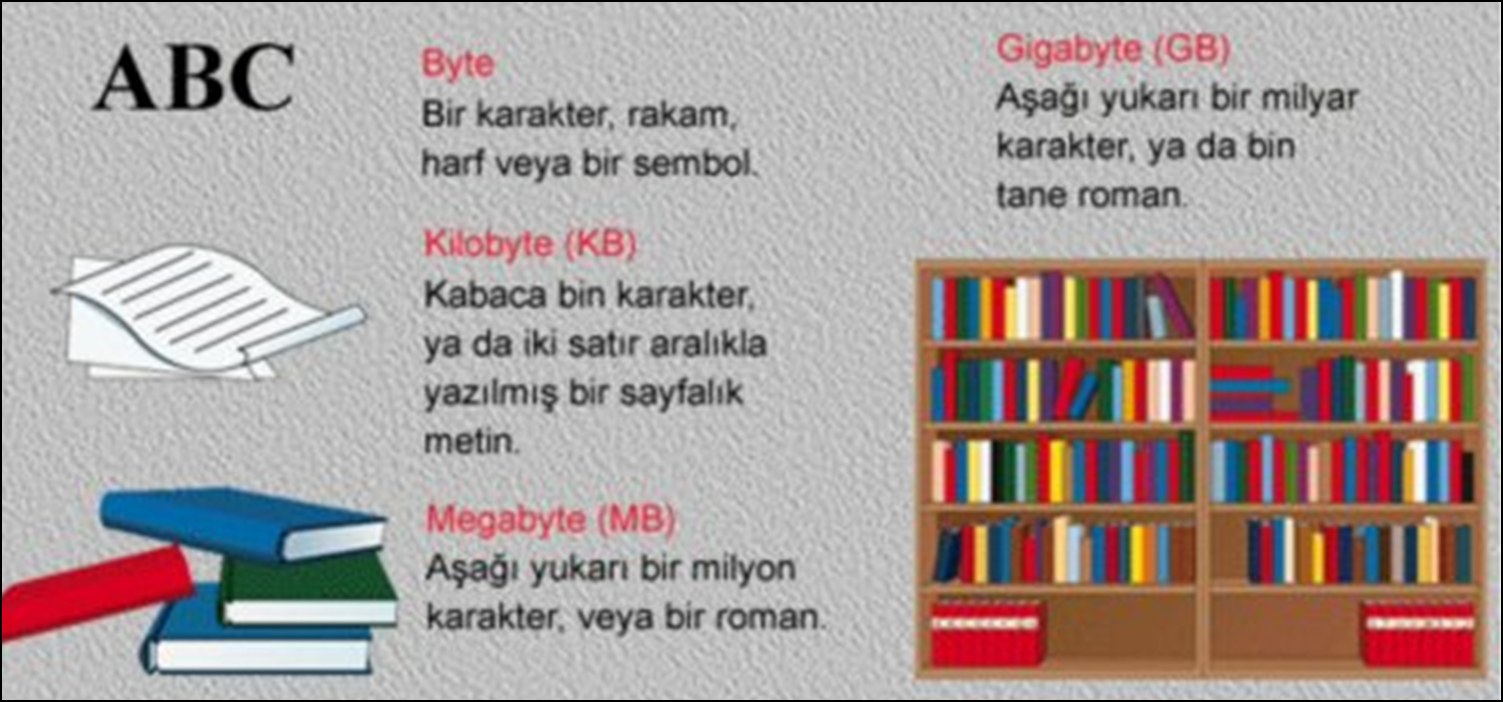 ABC
Byte
Bir karakter, rakam,
harf veya bir sembol.
Kilobyte (KB)
Kabaca bin karakter,
ya da iki satır aralıkla
yazılmış bir sayfalık
metin.
Megabyte (MB)
Aşağı yukarı bir milyon
karakter, veya bir roman.
Gigabyte (GB)
Aşağı yukarı bir milyar
karakter, ya da bin
tane roman.